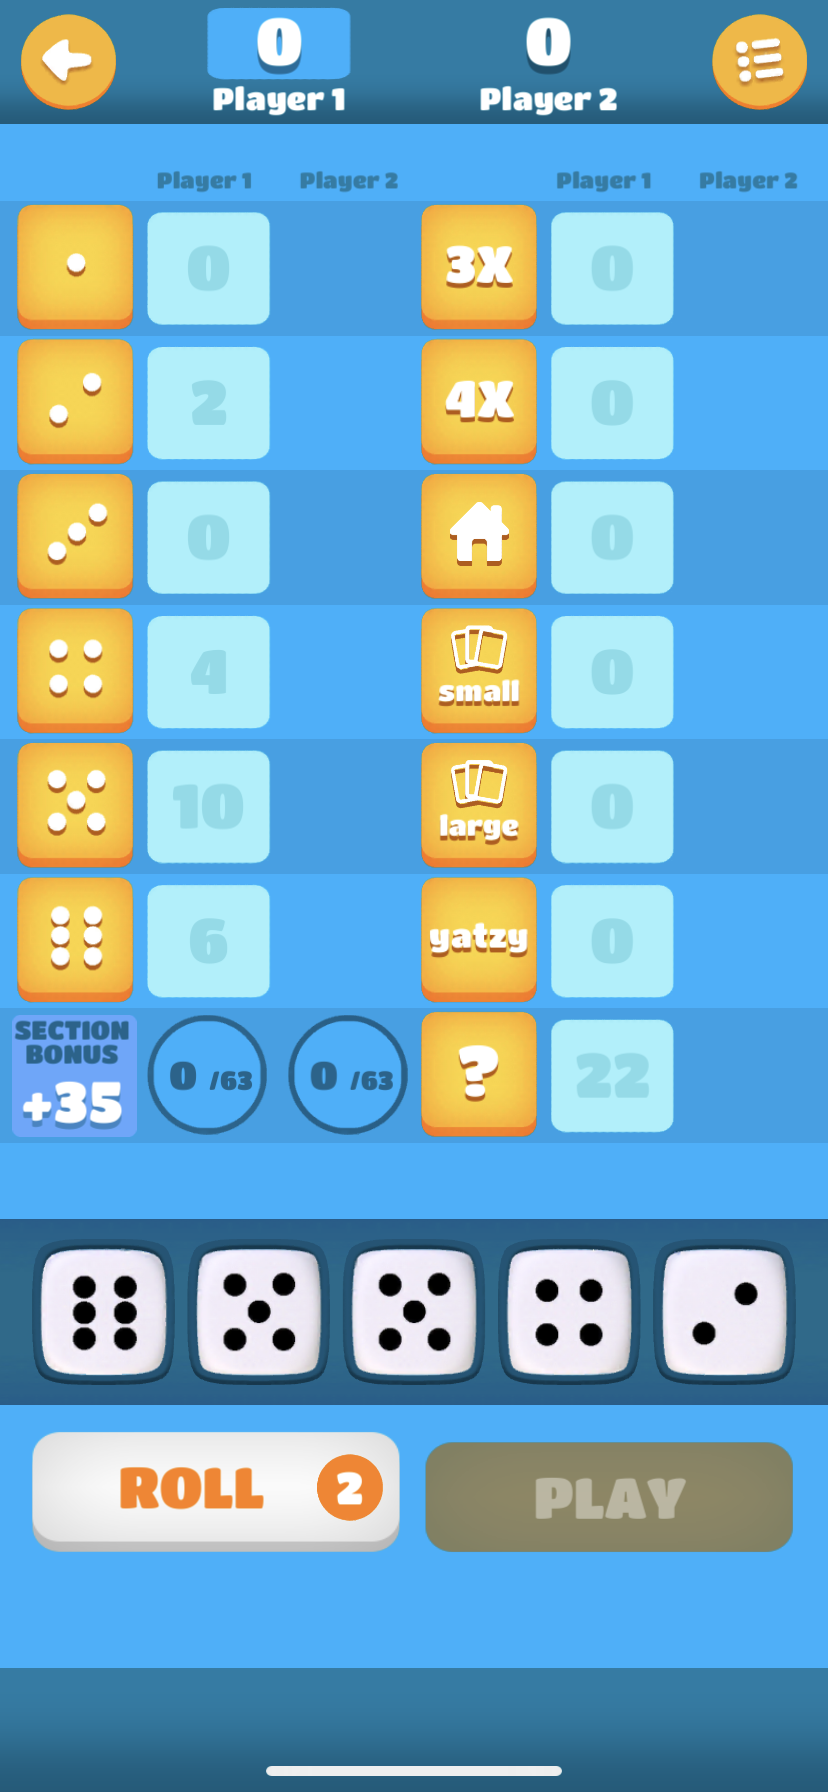 0 0
Player 1 Player 2
Player 1 Player 2 Player 1 Player 2
0 3X 0
2 4X 0
0 0
4 small 0
10 large 0
6 yatzy 0
SECTION
BONUS
+35
0 /63 0 /63 ? 22
ROLL 2 PLAY